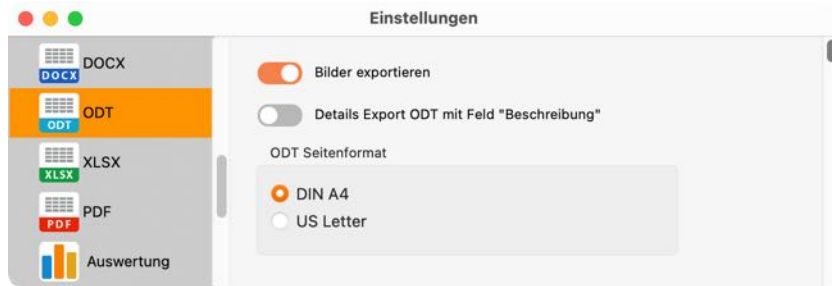 Einstellungen
DOCX
DOCX
ODT
ODT
XLSX
XLSX
PDF
PDF
Auswertung
Bilder exportieren
Details Export ODT mit Feld "Beschreibung"
ODT Seitenformat
DIN A4
US Letter